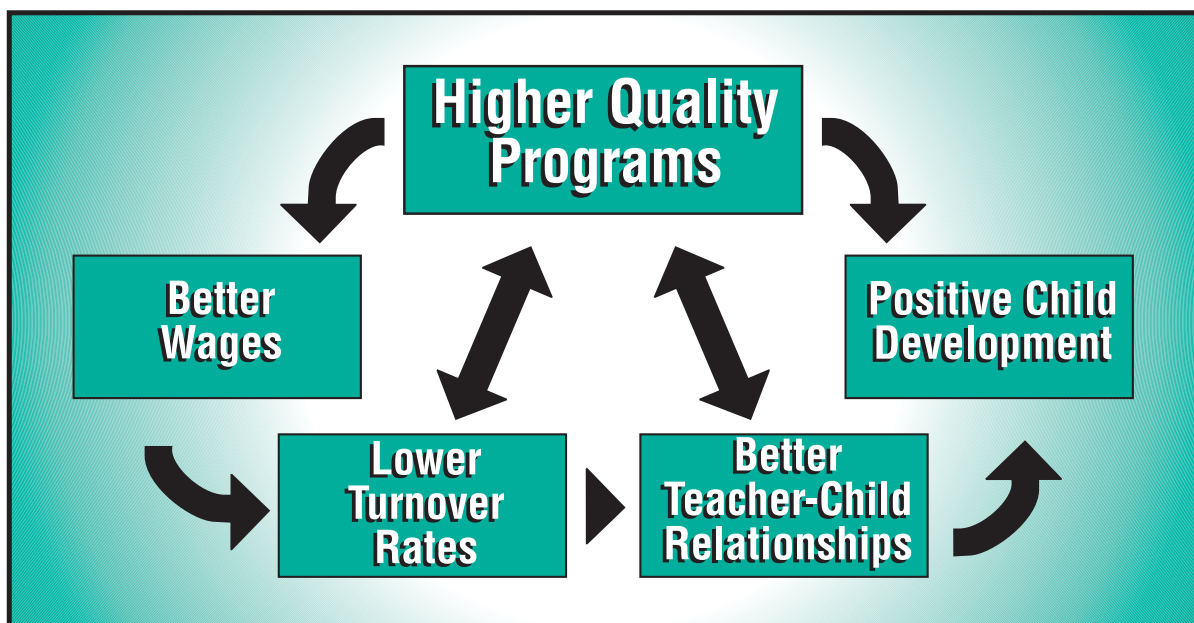 Higher Quality
Programs
Better
Wages
Positive Child
Development
Lower
Turnover
Rates
Better
Teacher-Child
Relationships